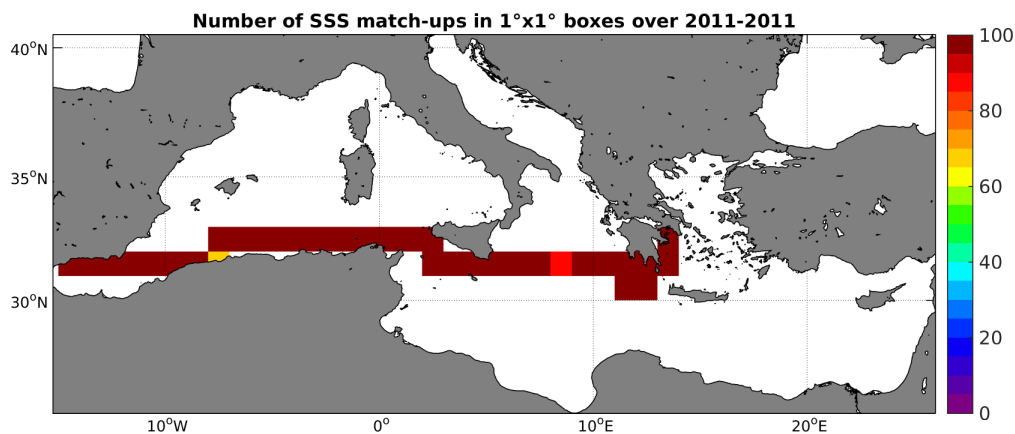 Number of SSS match-ups in 1°x1° boxes over 2011-2011
40°N
35°N
30°N
10°W
0°
10°E
20°E
100
80
60
40
20
0